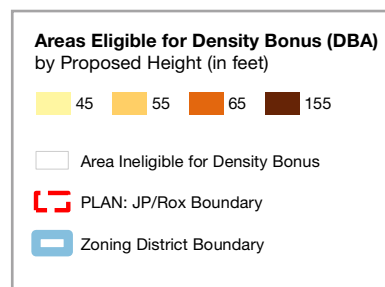 Areas Eligible for Density Bonus (DBA)
by Proposed Height (in feet)
45 55 65 155
Area Ineligible for Density Bonus
PLAN: JP/Rox Boundary
Zoning District Boundary